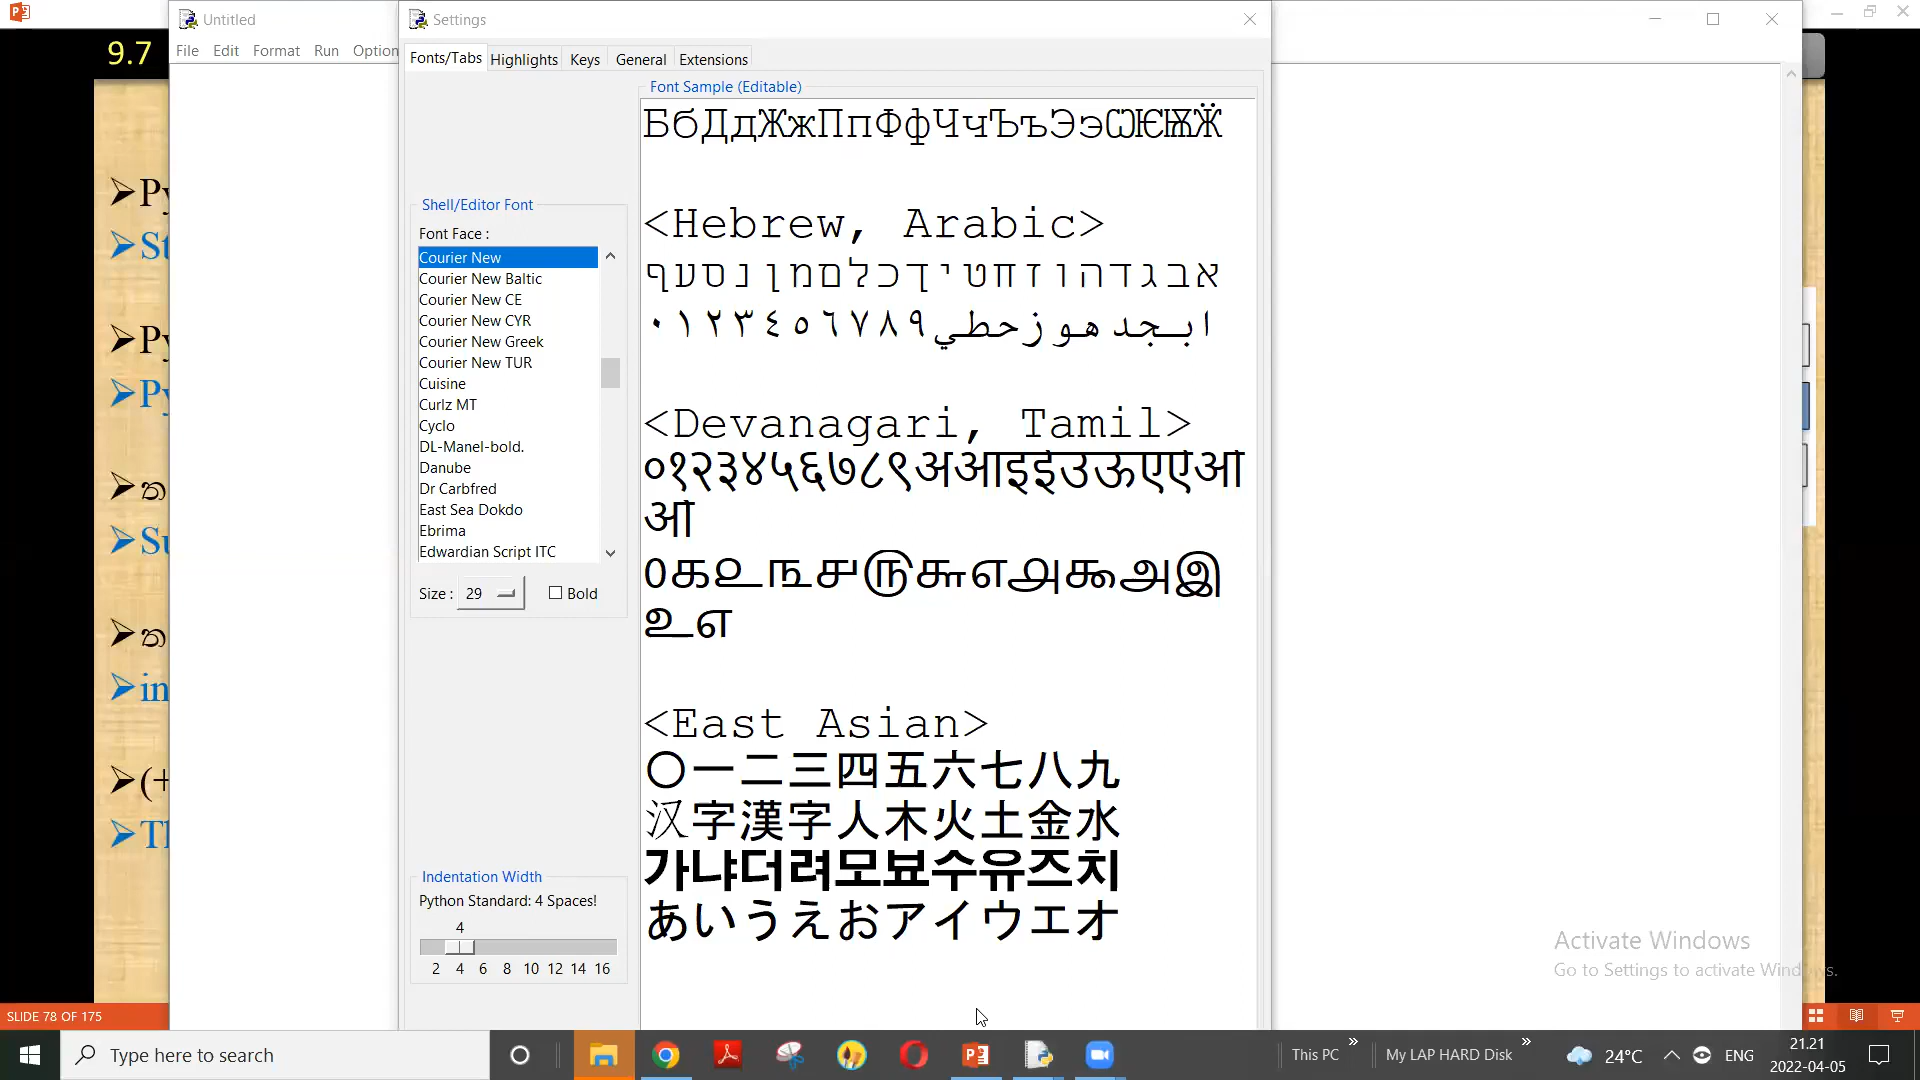 Untitled
Settings
9.7
File Edit Format Run Option
Fonts/Tabs Highlights Keys General Extensions
Font Sample (Editable)
БбДдЖжПпФфЧчЪъЭэѠѤѬӜ
<Hebrew, Arabic>
אבגדהוזחטיךכלםמןנסעף
ابجدهوزحطي٠١٢٣٤٥٦٧٨٩
<Devanagari, Tamil>
०१२३४५६७८९अआइईउऊएऐओ
औ
௦௧௨௩௪௫௬௭௮௯அஇ
உஎ
<East Asian>
〇一二三四五六七八九
汉字漢字人木火土金水
가냐더려모뵤수유즈치
あいうえおアイウエオ
Shell/Editor Font
Font Face :
Courier New
Courier New Baltic
Courier New CE
Courier New CYR
Courier New Greek
Courier New TUR
Cuisine
Curlz MT
Cyclo
DL-Manel-bold.
Danube
Dr Carbfred
East Sea Dokdo
Ebrima
Edwardian Script ITC
Size : 29 Bold
Indentation Width
Python Standard: 4 Spaces!
4
2 4 6 8 10 12 14 16
Activate Windows
Go to Settings to activate Windows.
SLIDE 78 OF 175
Type here to search
This PC
My LAP HARD Disk
24°C
ENG
21.21
2022-04-05